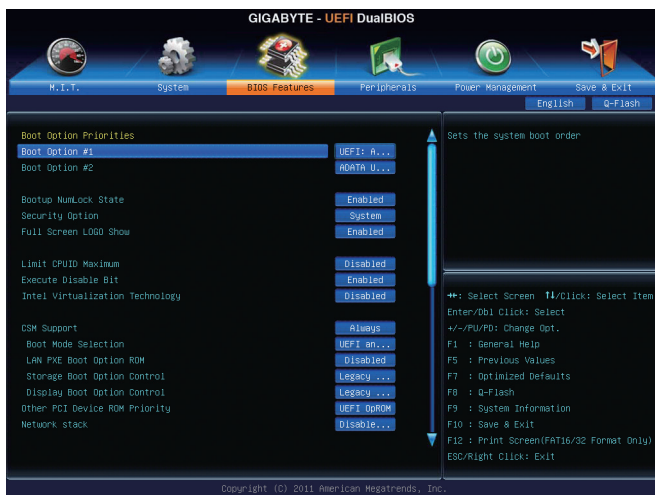 GIGABYTE - UEFI DualBIOS
M.I.T. System BIOS Features Peripherals Power Management Save & Exit
English Q-Flash
Boot Option Priorities
Boot Option #1 UEFI: A...
Boot Option #2 ADATA U...
Bootup NumLock State Enabled
Security Option System
Full Screen LOGO Show Enabled
Limit CPUID Maximum Disabled
Execute Disable Bit Enabled
Intel Virtualization Technology Disabled
CSM Support Always
Boot Mode Selection UEFI an...
LAN PXE Boot Option ROM Disabled
Storage Boot Option Control Legacy ...
Display Boot Option Control Legacy ...
Other PCI Device ROM Priority UEFI OpROM
Network stack Disable...
Sets the system boot order
→←: Select Screen ↑↓/Click: Select Item
Enter/Dbl Click: Select
+/-/PU/PD: Change Opt.
F1 : General Help
F5 : Previous Values
F7 : Optimized Defaults
F8 : Q-Flash
F9 : System Information
F10 : Save & Exit
F12 : Print Screen(FAT16/32 Format Only)
ESC/Right Click: Exit
Copyright (C) 2011 American Megatrends, Inc.